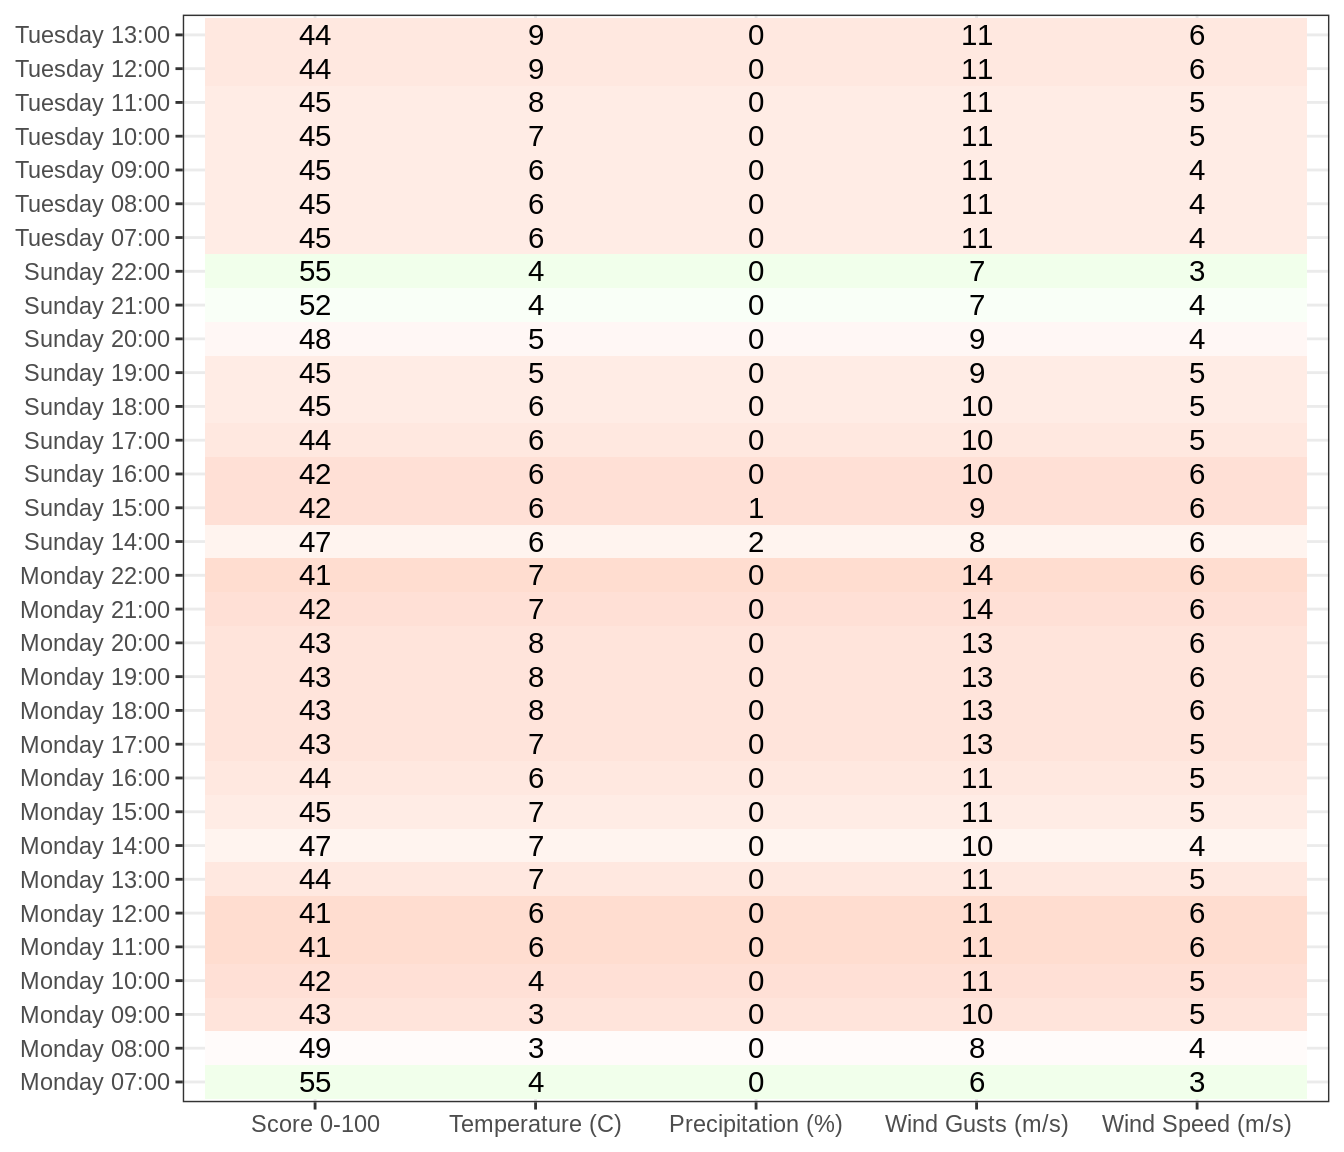 Tuesday 13:00 44 9 0 11 6
Tuesday 12:00 44 9 0 11 6
Tuesday 11:00 45 8 0 11 5
Tuesday 10:00 45 7 0 11 5
Tuesday 09:00 45 6 0 11 4
Tuesday 08:00 45 6 0 11 4
Tuesday 07:00 45 6 0 11 4
Sunday 22:00 55 4 0 7 3
Sunday 21:00 52 4 0 7 4
Sunday 20:00 48 5 0 9 4
Sunday 19:00 45 5 0 9 5
Sunday 18:00 45 6 0 10 5
Sunday 17:00 44 6 0 10 5
Sunday 16:00 42 6 0 10 6
Sunday 15:00 42 6 1 9 6
Sunday 14:00 47 6 2 8 6
Monday 22:00 41 7 0 14 6
Monday 21:00 42 7 0 14 6
Monday 20:00 43 8 0 13 6
Monday 19:00 43 8 0 13 6
Monday 18:00 43 8 0 13 6
Monday 17:00 43 7 0 13 5
Monday 16:00 44 6 0 11 5
Monday 15:00 45 7 0 11 5
Monday 14:00 47 7 0 10 4
Monday 13:00 44 7 0 11 5
Monday 12:00 41 6 0 11 6
Monday 11:00 41 6 0 11 6
Monday 10:00 42 4 0 11 5
Monday 09:00 43 3 0 10 5
Monday 08:00 49 3 0 8 4
Monday 07:00 55 4 0 6 3
Score 0-100 Temperature (C) Precipitation (%) Wind Gusts (m/s) Wind Speed (m/s)